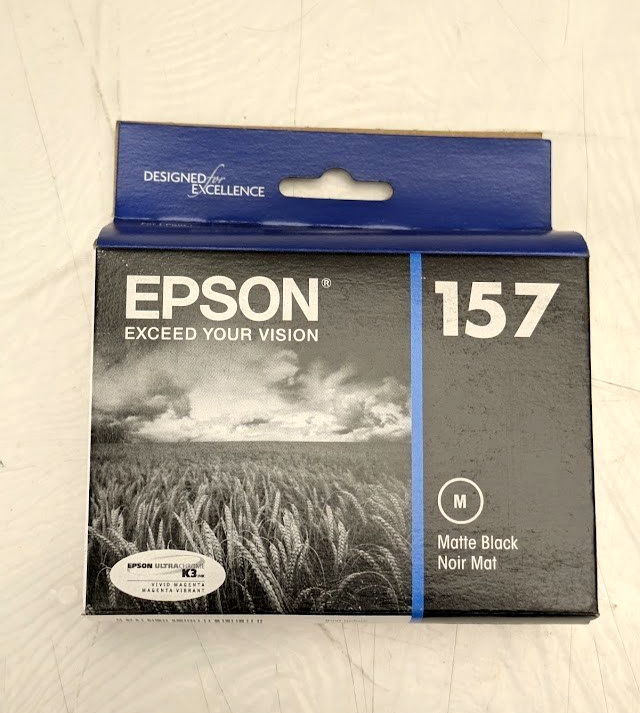 DESIGNED for
EXCELLENCE
EPSON®
EXCEED YOUR VISION
157
M
Matte Black
Noir Mat
EPSON ULTRACHROME
K3
VIVID MAGENTA
MAGENTA VIBRANT